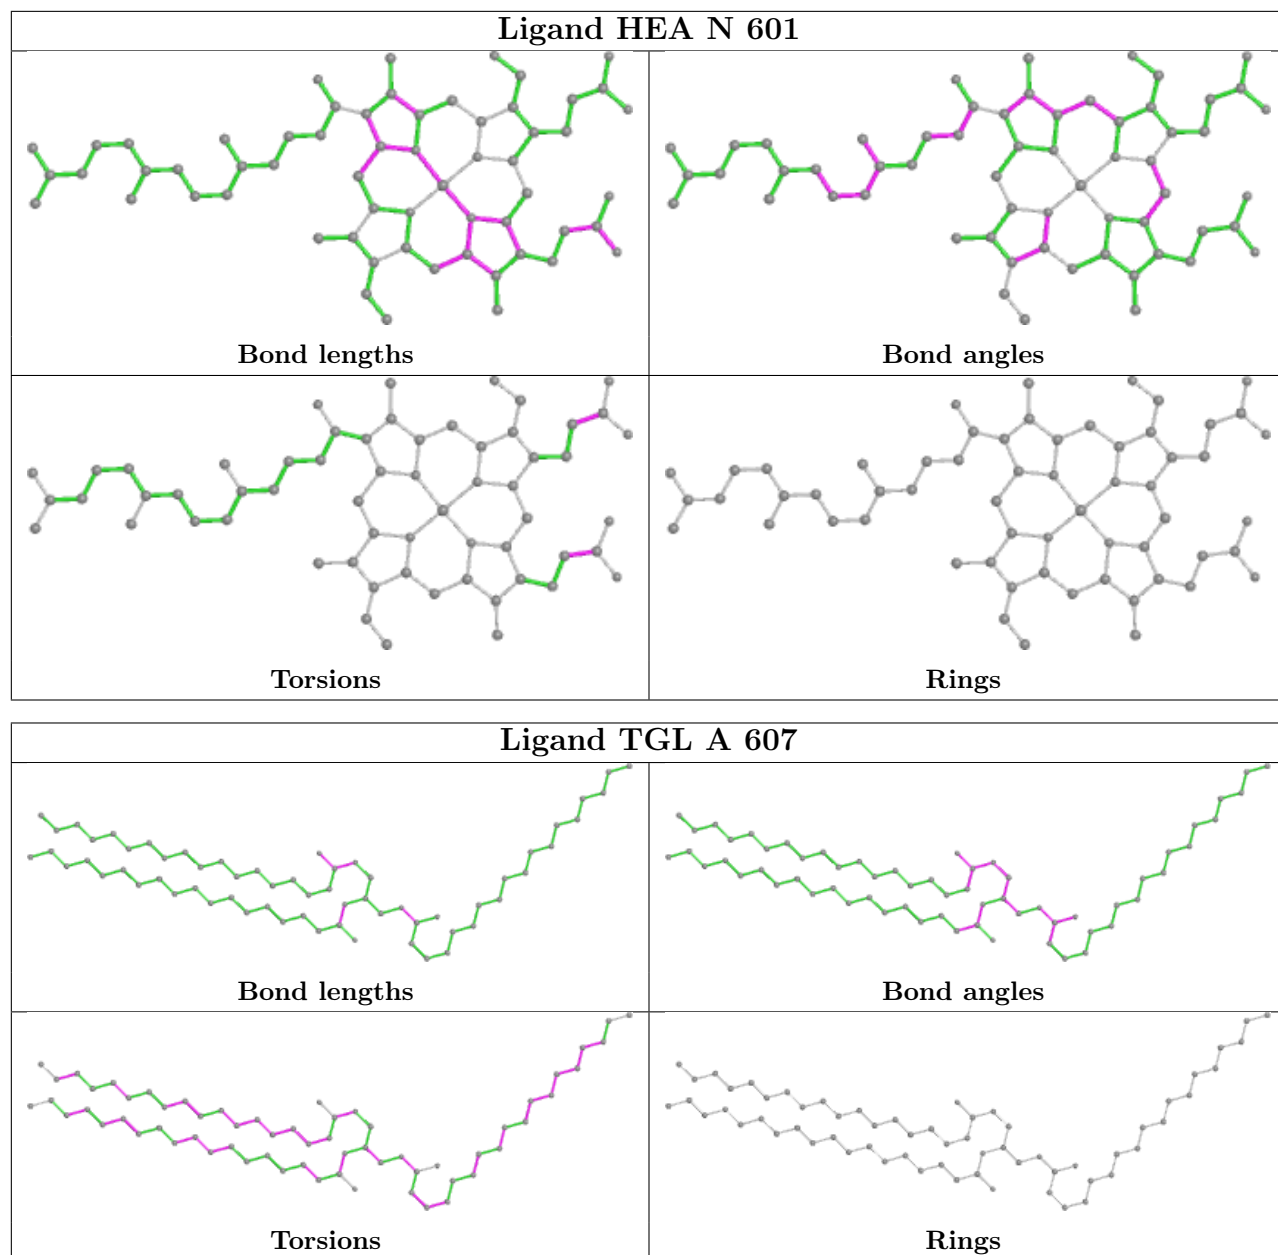 Ligand HEA N 601
Bond lengths
Bond angles
Torsions
Rings
Ligand TGL A 607
Bond lengths
Bond angles
Torsions
Rings